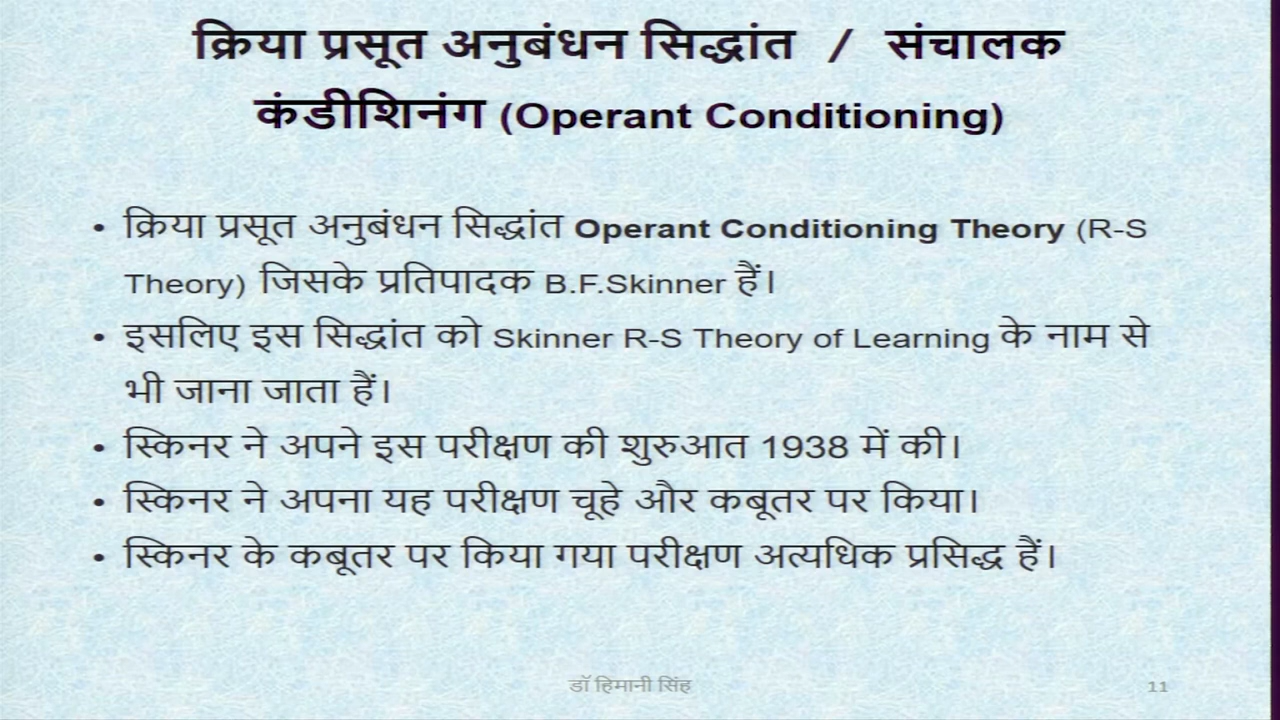 क्रिया प्रसूत अनुबंधन सिद्धांत / संचालक
कंडीशिनंग (Operant Conditioning)
• क्रिया प्रसूत अनुबंधन सिद्धांत Operant Conditioning Theory (R-S
Theory) जिसके प्रतिपादक B.F.Skinner हैं।
• इसलिए इस सिद्धांत को Skinner R-S Theory of Learning के नाम से
भी जाना जाता हैं।
• स्किनर ने अपने इस परीक्षण की शुरुआत 1938 में की।
• स्किनर ने अपना यह परीक्षण चूहे और कबूतर पर किया।
• स्किनर के कबूतर पर किया गया परीक्षण अत्यधिक प्रसिद्ध हैं।
डॉ हिमानी सिंह
11